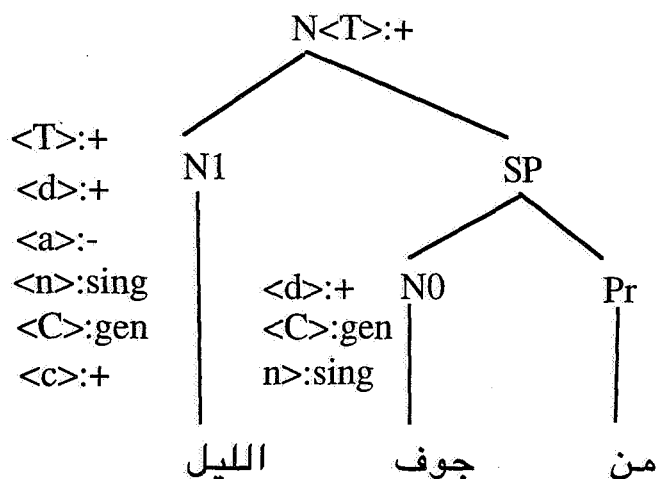 N<T>:+
<T>:+
N1 SP
<d>:+
<a>:-
<n>:sing <d>:+ N0 Pr
<C>:gen <C>:gen
<c>:+ n>:sing
من جوف الليل